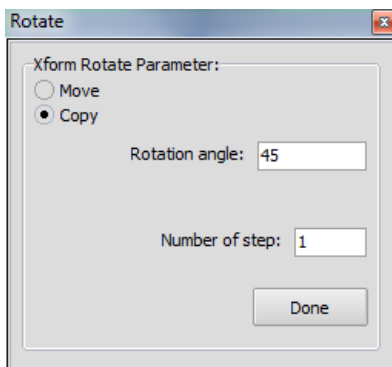 Rotate
Xform Rotate Parameter:
Move
Copy
Rotation angle: 45
Number of step: 1
Done